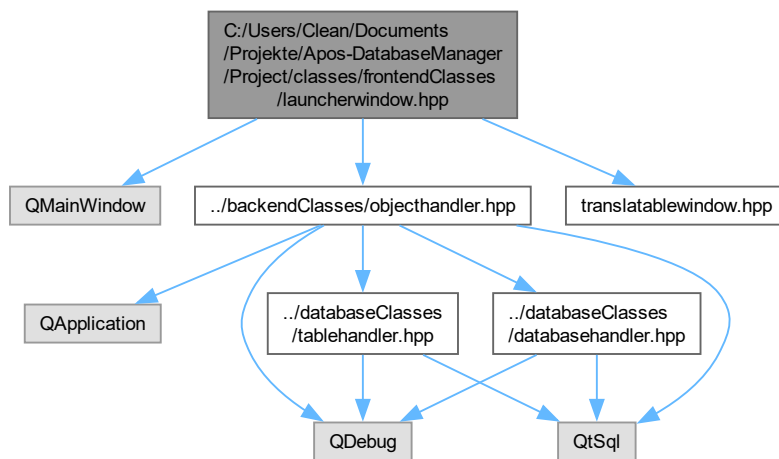 C:/Users/Clean/Documents
/Projekte/Apos-DatabaseManager
/Project/classes/frontendClasses
/launcherwindow.hpp
QMainWindow
../backendClasses/objecthandler.hpp
translatablewindow.hpp
QApplication
../databaseClasses
/tablehandler.hpp
../databaseClasses
/databasehandler.hpp
QDebug
QtSql